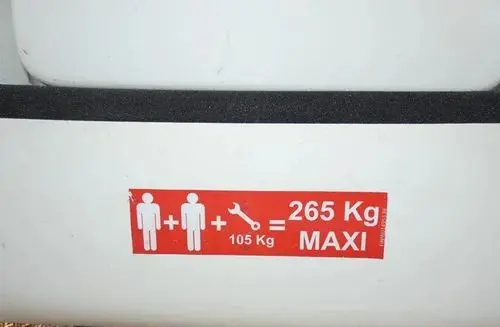 + + = 265 Kg
105 Kg MAXI